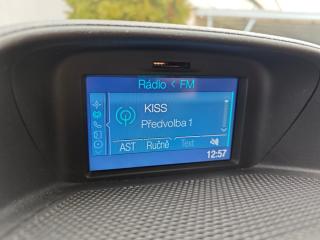 Rádio < FM
KISS
Předvolba 1
AST Ručně Text
12:57